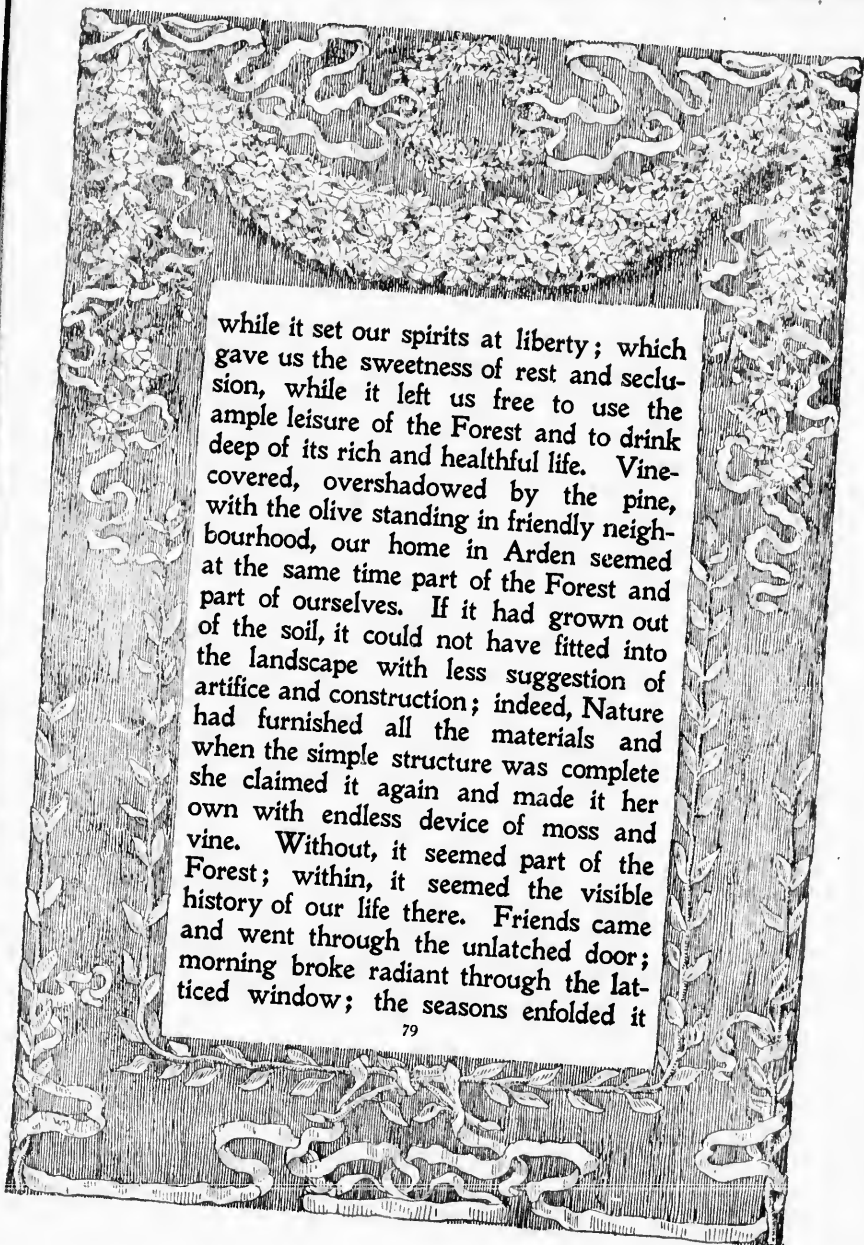 while it set our spirits at liberty; which
gave us the sweetness of rest and seclu-
sion, while it left us free to use the
ample leisure of the Forest and to drink
deep of its rich and healthful life. Vine-
covered, overshadowed by the pine,
with the olive standing in friendly neigh-
bourhood, our home in Arden seemed
at the same time part of the Forest and
part of ourselves. If it had grown out
of the soil, it could not have fitted into
the landscape with less suggestion of
artifice and construction; indeed, Nature
had furnished all the materials and
when the simple structure was complete
she claimed it again and made it her
own with endless device of moss and
vine. Without, it seemed part of the
Forest; within, it seemed the visible
history of our life there. Friends came
and went through the unlatched door;
morning broke radiant through the lat-
ticed window; the seasons enfolded it
79